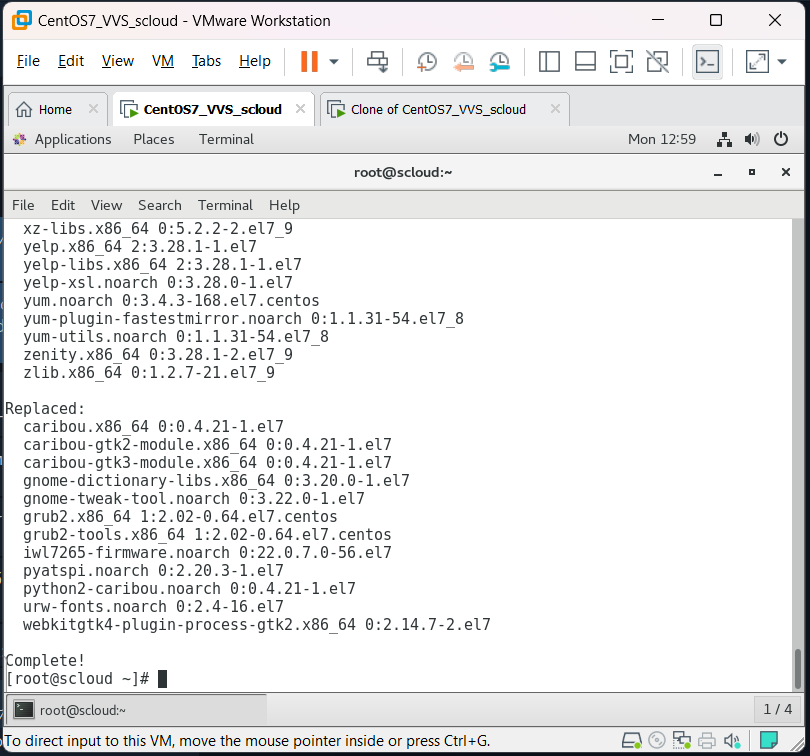 CentOS7_VVS_scloud - VMware Workstation
File Edit View VM Tabs Help
Home CentOS7_VVS_scloud Clone of CentOS7_VVS_scloud
Applications Places Terminal Mon 12:59
root@scloud:~
File Edit View Search Terminal Help
xz-libs.x86_64 0:5.2.2-2.el7_9
yelp.x86_64 2:3.28.1-1.el7
yelp-libs.x86_64 2:3.28.1-1.el7
yelp-xsl.noarch 0:3.28.0-1.el7
yum.noarch 0:3.4.3-168.el7.centos
yum-plugin-fastestmirror.noarch 0:1.1.31-54.el7_8
yum-utils.noarch 0:1.1.31-54.el7_8
zenity.x86_64 0:3.28.1-2.el7_9
zlib.x86_64 0:1.2.7-21.el7_9
Replaced:
caribou.x86_64 0:0.4.21-1.el7
caribou-gtk2-module.x86_64 0:0.4.21-1.el7
caribou-gtk3-module.x86_64 0:0.4.21-1.el7
gnome-dictionary-libs.x86_64 0:3.20.0-1.el7
gnome-tweak-tool.noarch 0:3.22.0-1.el7
grub2.x86_64 1:2.02-0.64.el7.centos
grub2-tools.x86_64 1:2.02-0.64.el7.centos
iwl7265-firmware.noarch 0:22.0.7.0-56.el7
pyatspi.noarch 0:2.20.3-1.el7
python2-caribou.noarch 0:0.4.21-1.el7
urw-fonts.noarch 0:2.4-16.el7
webkitgtk4-plugin-process-gtk2.x86_64 0:2.14.7-2.el7
Complete!
[root@scloud ~]#
root@scloud:~ 1 / 4
To direct input to this VM, move the mouse pointer inside or press Ctrl+G.